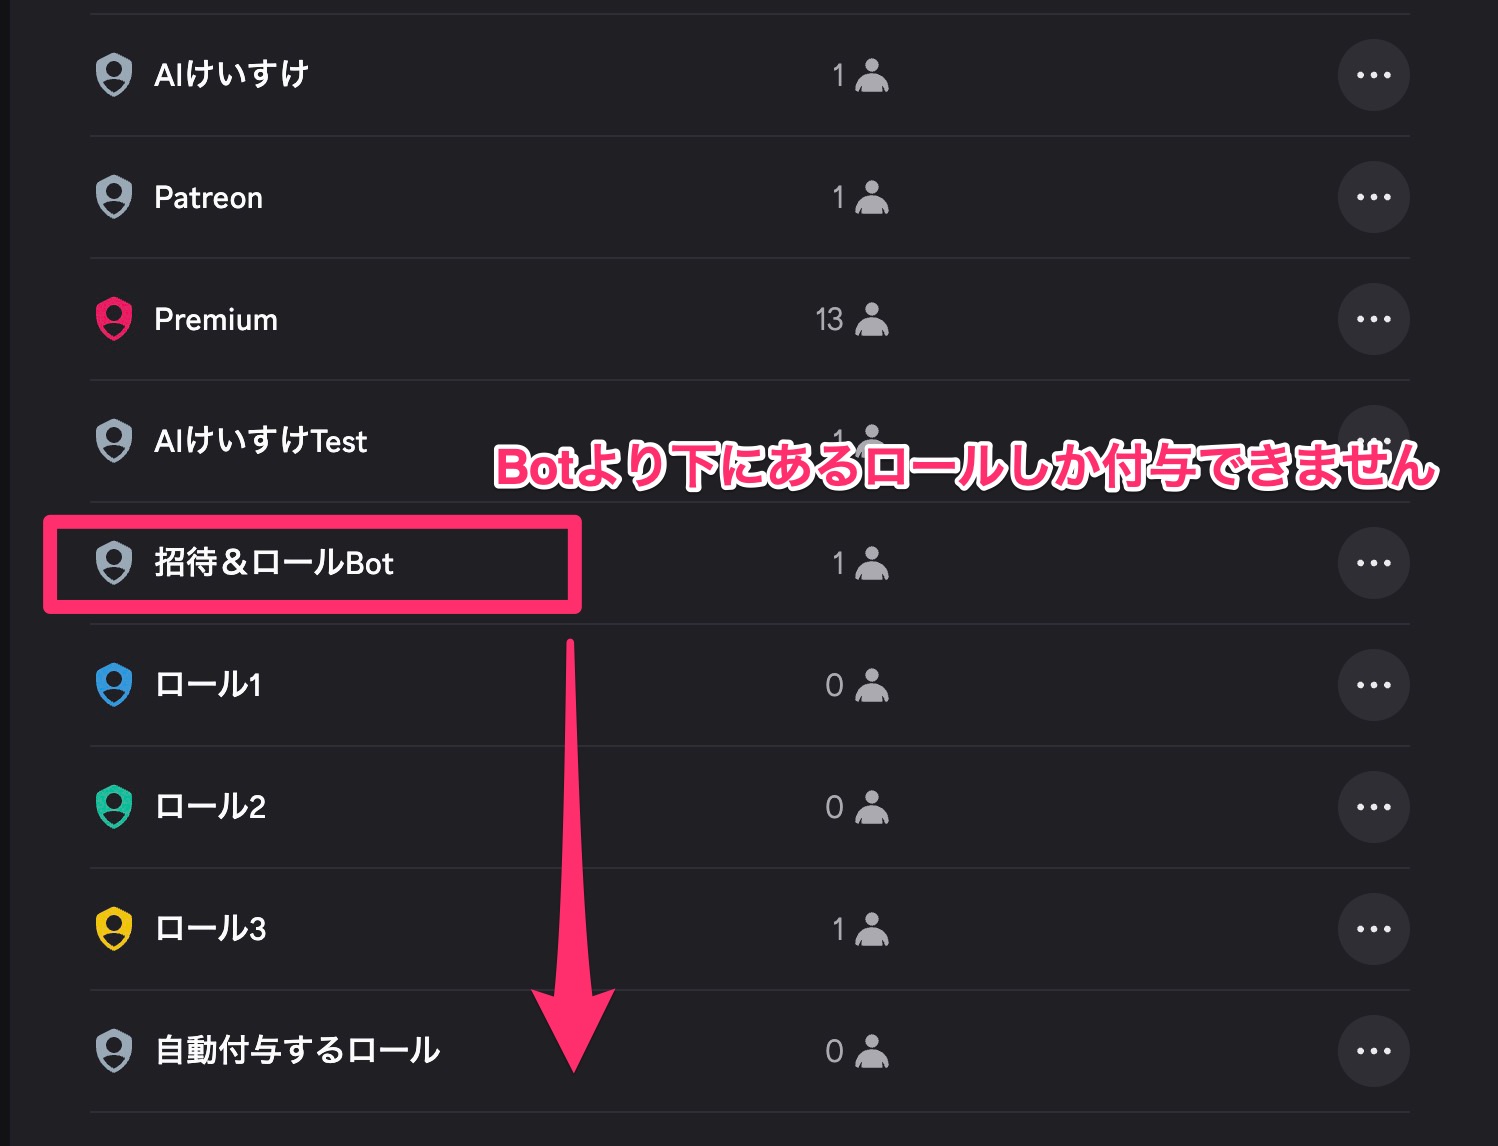 AIけいすけ 1
Patreon 1
Premium 13
AIけいすけTest 1
Botより下にあるロールしか付与できません
招待&ロールBot 1
ロール1 0
ロール2 0
ロール3 1
自動付与するロール 0